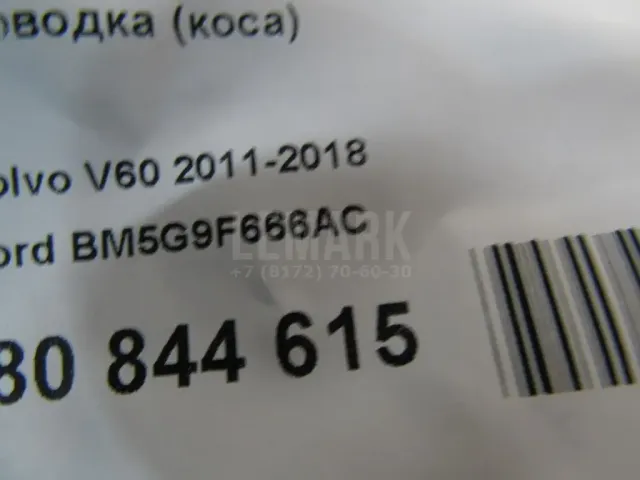 оводка (коса)
olvo V60 2011-2018
ord BM5G9F666AC
LEMARK
+7 (8172) 70-60-30
80 844 615